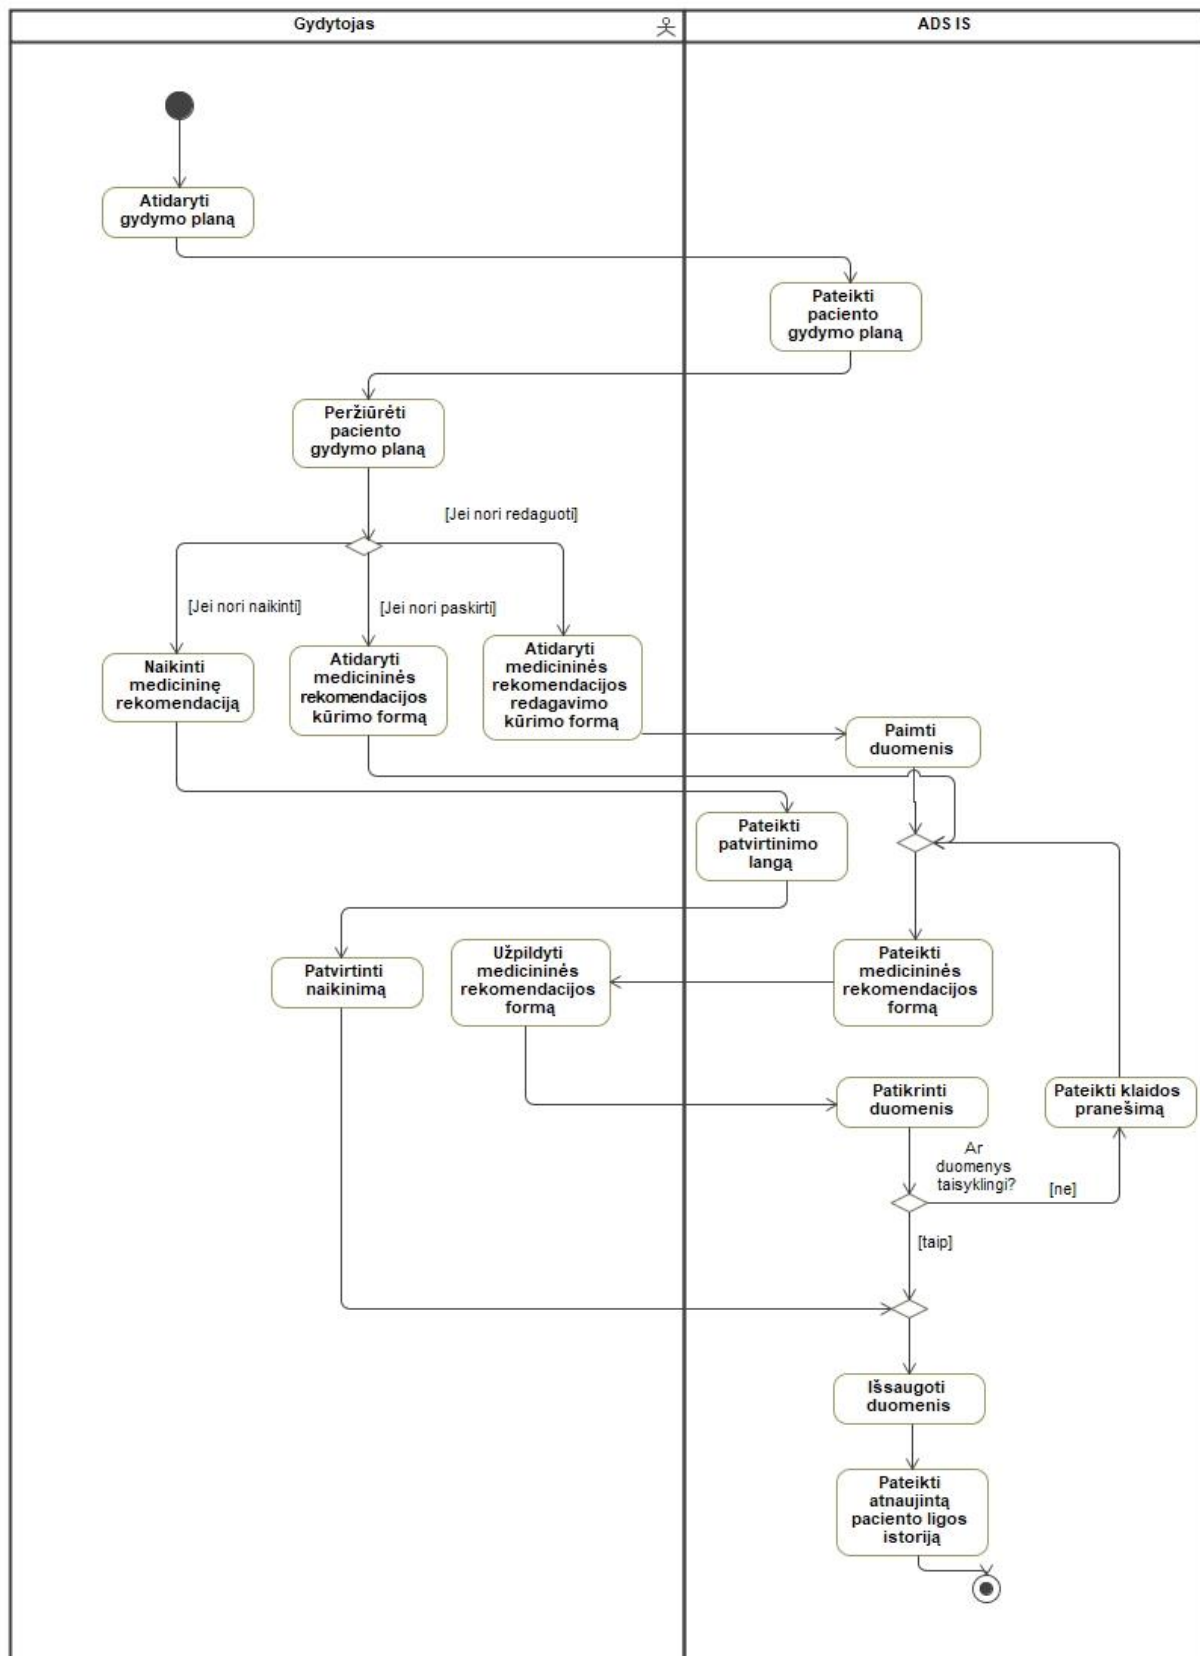 Gydytojas
ADS IS
Atidaryti
gydymo planą
Pateikti
paciento
gydymo planą
Peržiūrėti
paciento
gydymo planą
[Jei nori redaguoti]
[Jei nori naikinti]
[Jei nori paskirti]
Naikinti
medicininę
rekomendaciją
Atidaryti
medicininės
rekomendacijos
kūrimo formą
Atidaryti
medicininės
rekomendacijos
redagavimo
kūrimo formą
Paimti
duomenis
Pateikti
patvirtinimo
langą
Patvirtinti
naikinimą
Užpildyti
medicininės
rekomendacijos
formą
Pateikti
medicininės
rekomendacijos
formą
Patikrinti
duomenis
Pateikti klaidos
pranešimą
Ar
duomenys
taisyklingi?
[ne]
[taip]
Išsaugoti
duomenis
Pateikti
atnaujintą
paciento ligos
istoriją